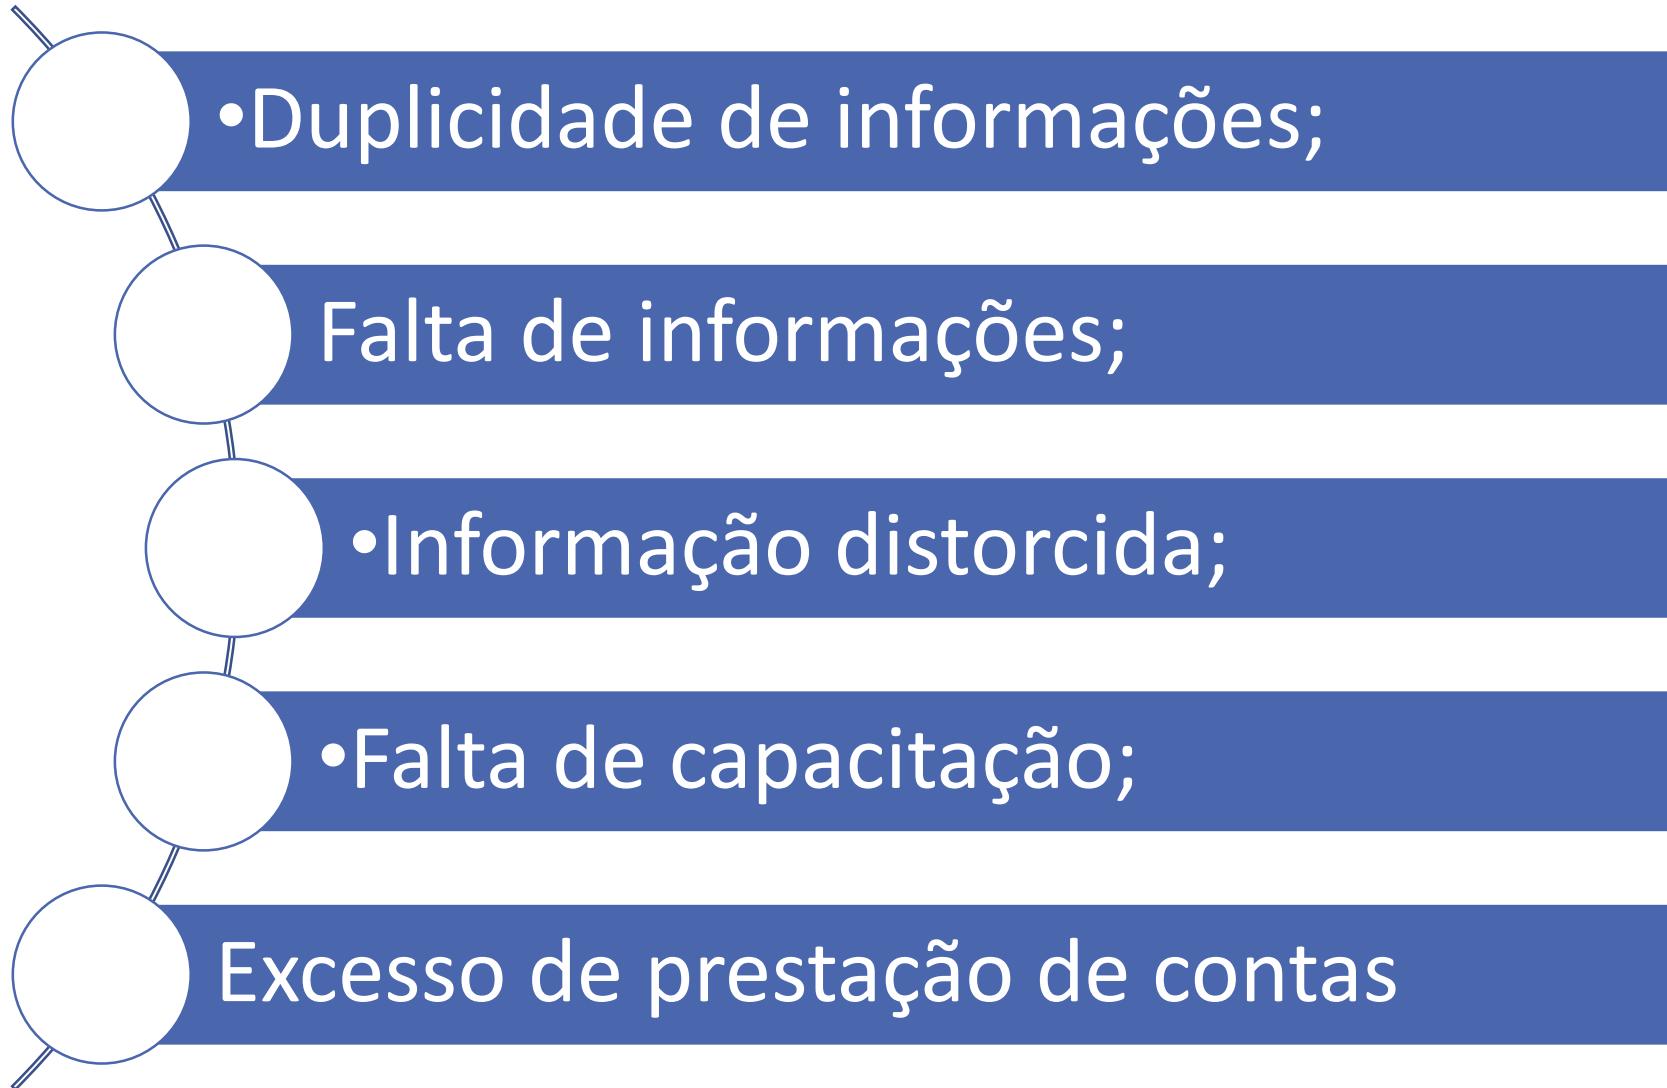 •Duplicidade de informações;
Falta de informações;
•Informação distorcida;
•Falta de capacitação;
Excesso de prestação de contas